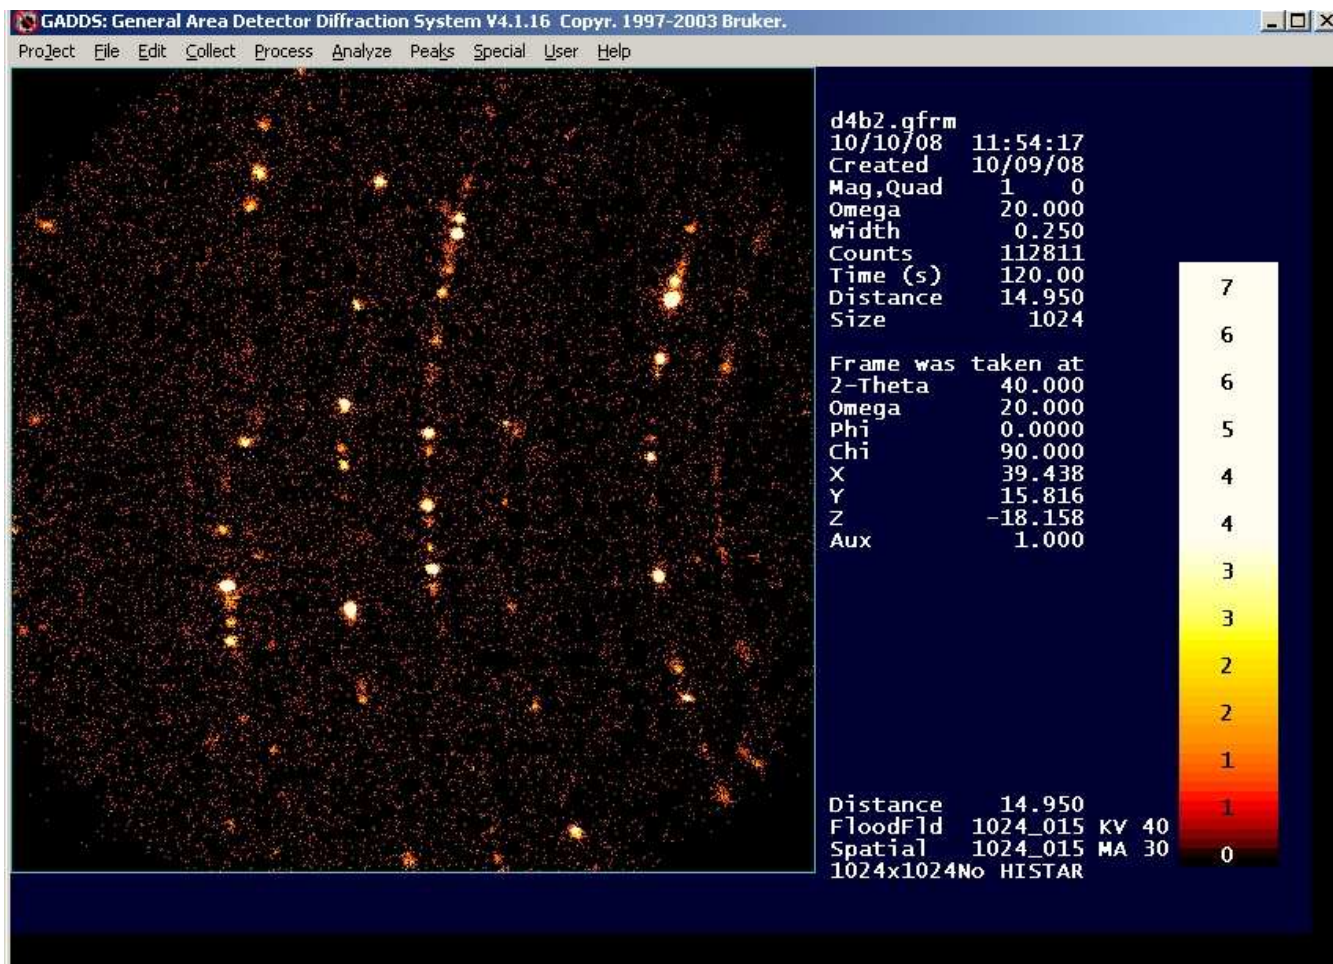 GADDS: General Area Detector Diffraction System V4.1.16 Copyr. 1997-2003 Bruker.
ProJect File Edit Collect Process Analyze Peaks Special User Help
d4b2.gfrm
10/10/08 11:54:17
Created 10/09/08
Mag,Quad 1 0
Omega 20.000
Width 0.250
Counts 112811
Time (s) 120.00
Distance 14.950
Size 1024
Frame was taken at
2-Theta 40.000
Omega 20.000
Phi 0.0000
Chi 90.000
X 39.438
Y 15.816
Z -18.158
Aux 1.000
Distance 14.950
FloodFld 1024_015 KV 40
Spatial 1024_015 MA 30
1024x1024No HISTAR
7
6
6
5
4
4
3
3
2
2
1
1
0